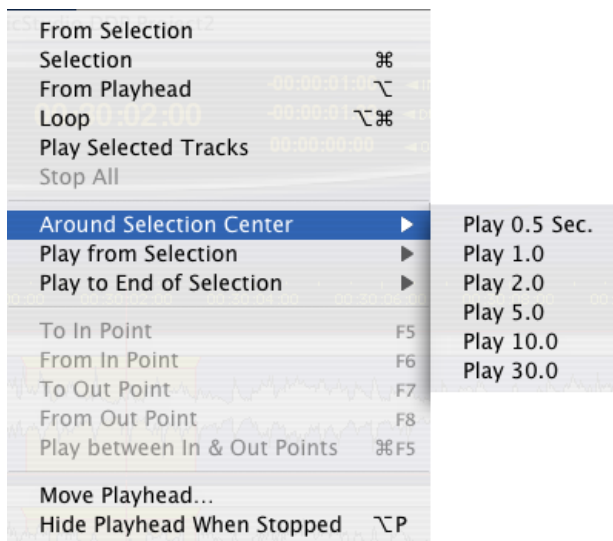 From Selection
Selection ⌘
From Playhead ⌥
Loop ⌥⌘
Play Selected Tracks
Stop All
Around Selection Center ▶
Play from Selection ▶
Play to End of Selection ▶
To In Point F5
From In Point F6
To Out Point F7
From Out Point F8
Play between In & Out Points ⌘F5
Move Playhead...
Hide Playhead When Stopped ⌥P
Play 0.5 Sec.
Play 1.0
Play 2.0
Play 5.0
Play 10.0
Play 30.0